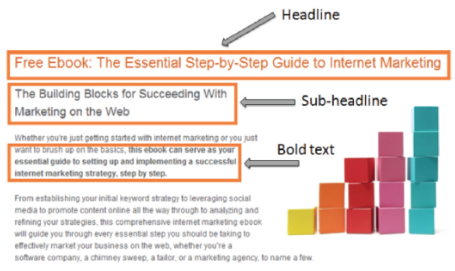 Headline
Free Ebook: The Essential Step-by-Step Guide to Internet Marketing
The Building Blocks for Succeeding With
Marketing on the Web
Sub-headline
Whether you're just getting started with internet marketing or you just
want to brush up on the basics, this ebook can serve as your
essential guide to setting up and implementing a successful
internet marketing strategy, step by step.
Bold text
From establishing your initial keyword strategy to leveraging social
media to promote content online all the way through to analyzing and
refining your strategies, this comprehensive internet marketing ebook
will guide you through every essential step you should be taking to
effectively market your business on the web, whether you're a
software company, a chimney sweep, a tailor, or a marketing agency, to name a few.